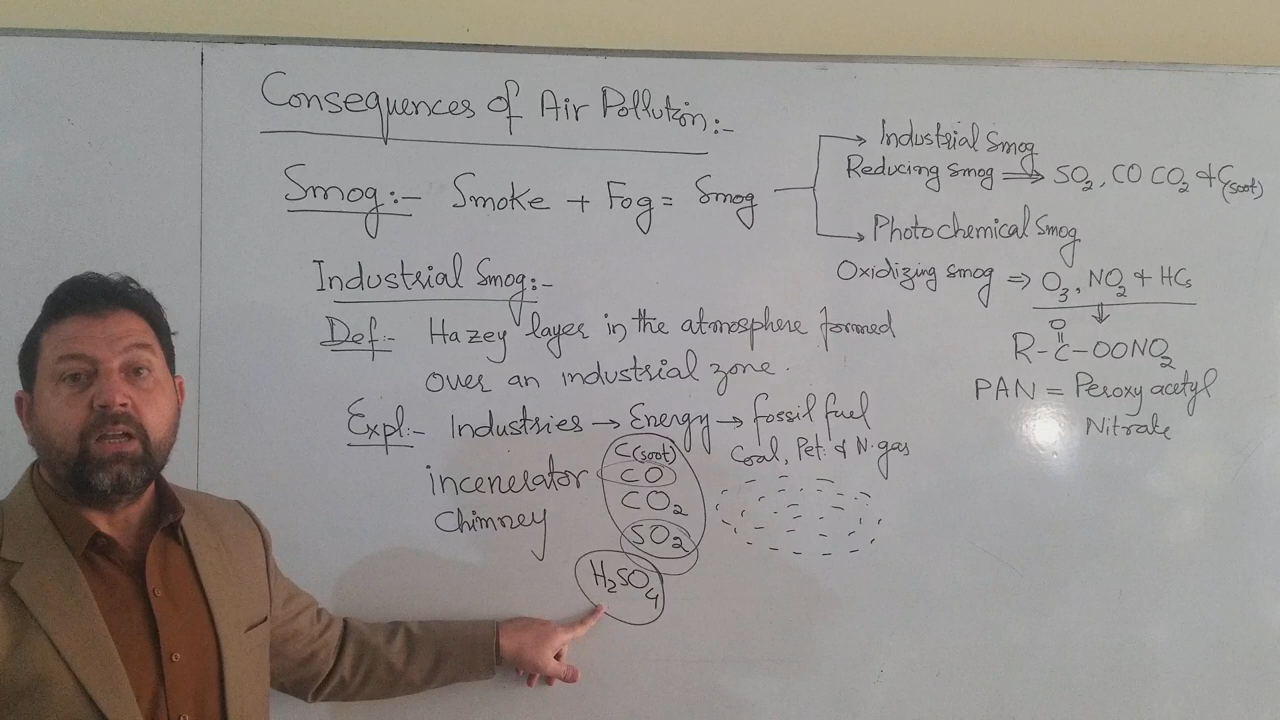 Consequences of Air Pollution:-
Smog:- Smoke + Fog = Smog
Industrial Smog
Reducing Smog ⇒ SO₂, CO CO₂ & C(soot)
Photochemical Smog
Oxidizing smog ⇒ O₃, NO₂ + HCs
R-C-OONO₂
O
PAN = Peroxy acetyl
Nitrate
Industrial Smog:-
Def:- Hazey layer in the atmosphere formed
over an industrial zone.
Expl:- Industries → Energy → fossil fuel
Coal, Pet: & N.gas
incenerator
Chimney
C(soot)
CO
CO₂
SO₂
H₂SO₄